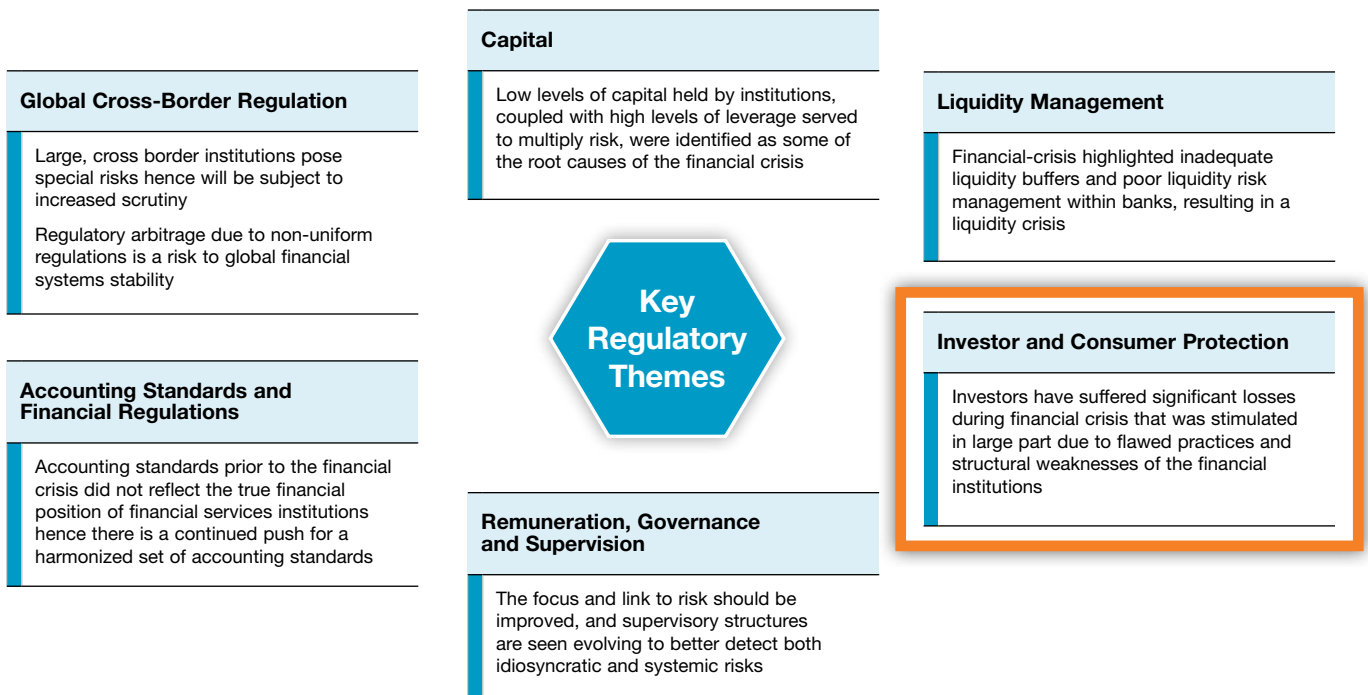 Capital
Low levels of capital held by institutions,
coupled with high levels of leverage served
to multiply risk, were identified as some of
the root causes of the financial crisis
Global Cross-Border Regulation
Large, cross border institutions pose
special risks hence will be subject to
increased scrutiny
Regulatory arbitrage due to non-uniform
regulations is a risk to global financial
systems stability
Liquidity Management
Financial-crisis highlighted inadequate
liquidity buffers and poor liquidity risk
management within banks, resulting in a
liquidity crisis
Key
Regulatory
Themes
Investor and Consumer Protection
Investors have suffered significant losses
during financial crisis that was stimulated
in large part due to flawed practices and
structural weaknesses of the financial
institutions
Accounting Standards and
Financial Regulations
Accounting standards prior to the financial
crisis did not reflect the true financial
position of financial services institutions
hence there is a continued push for a
harmonized set of accounting standards
Remuneration, Governance
and Supervision
The focus and link to risk should be
improved, and supervisory structures
are seen evolving to better detect both
idiosyncratic and systemic risks